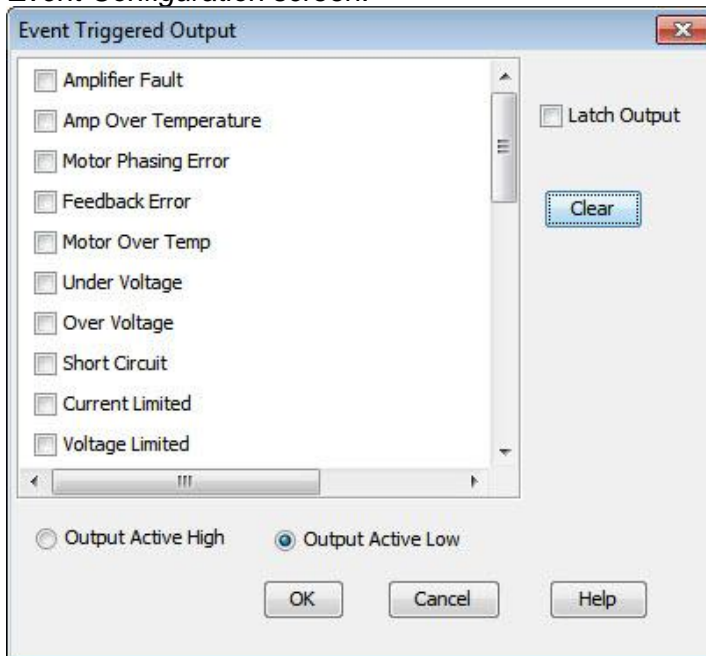 Event Configuration screen.
Event Triggered Output
Amplifier Fault
Amp Over Temperature
Motor Phasing Error
Feedback Error
Motor Over Temp
Under Voltage
Over Voltage
Short Circuit
Current Limited
Voltage Limited
Latch Output
Clear
Output Active High
Output Active Low
OK
Cancel
Help